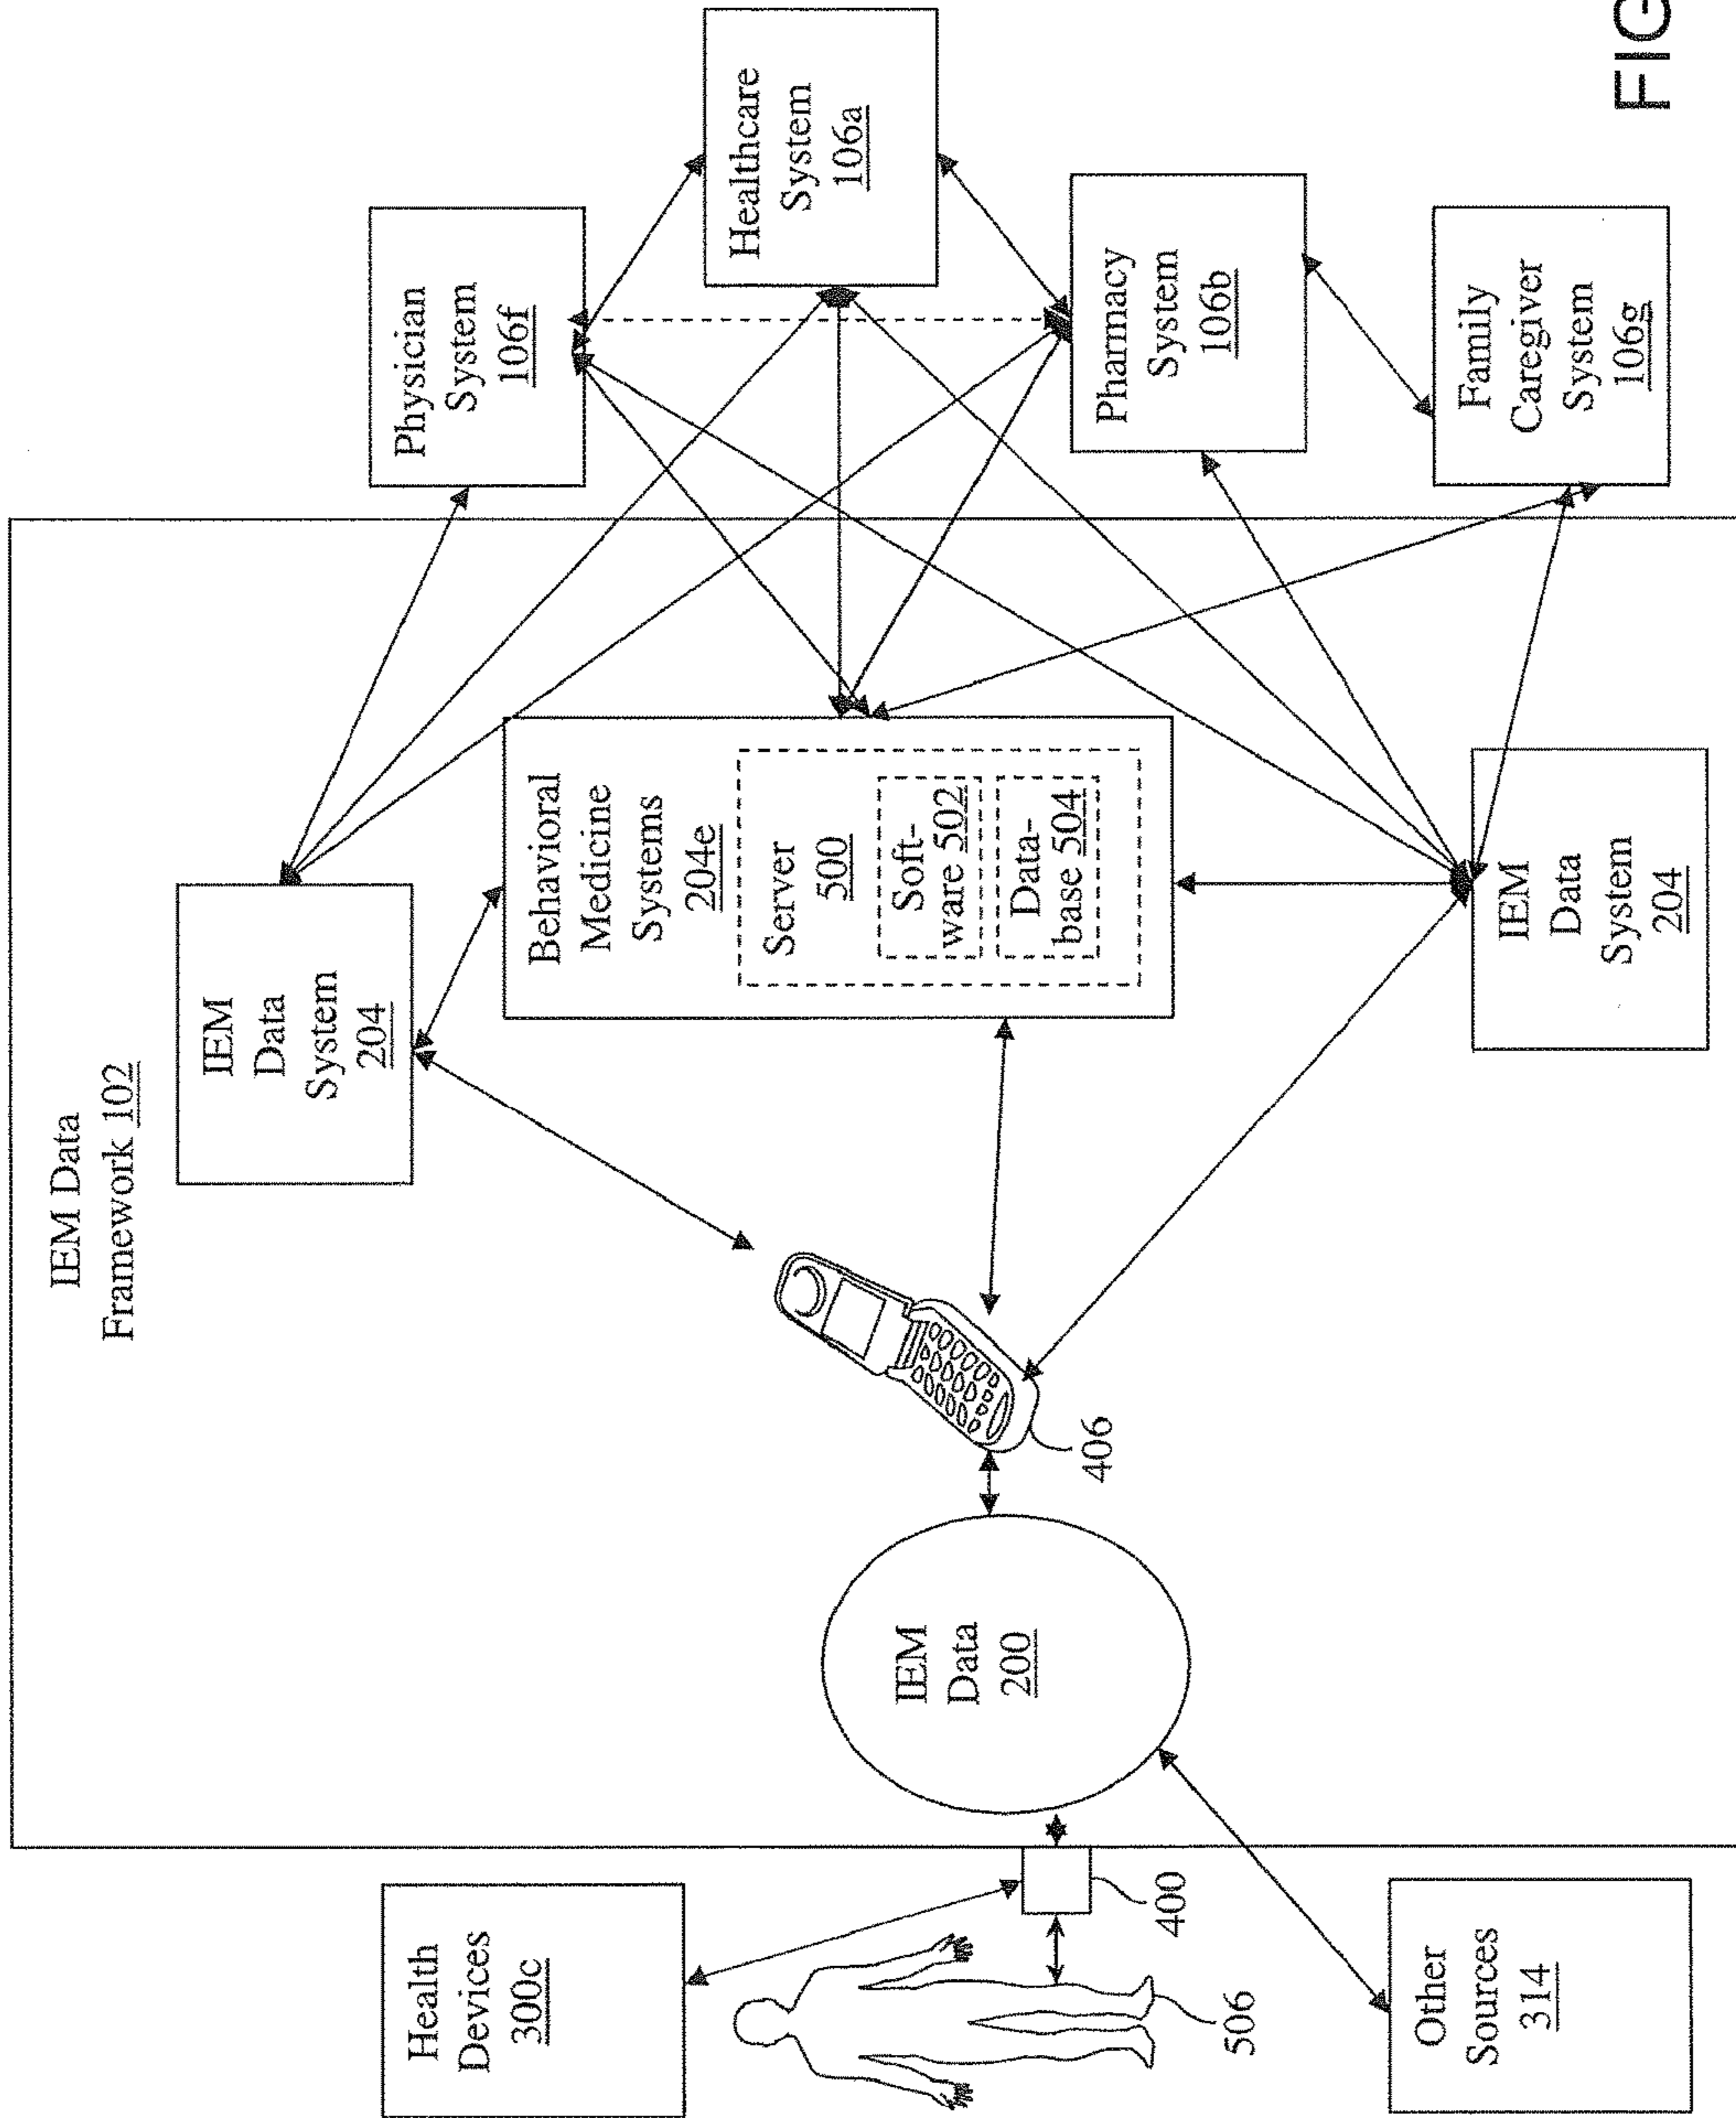 IEM Data
Framework 102
Health
Devices
300c
506
400
Other
Sources
314
IEM
Data
200
406
IEM
Data
System
204
Behavioral
Medicine
Systems
204e
Server
500
Soft-
ware 502
Data-
base 504
IEM
Data
System
204
Physician
System
106f
Healthcare
System
106a
Pharmacy
System
106b
Family
Caregiver
System
106g
FIG